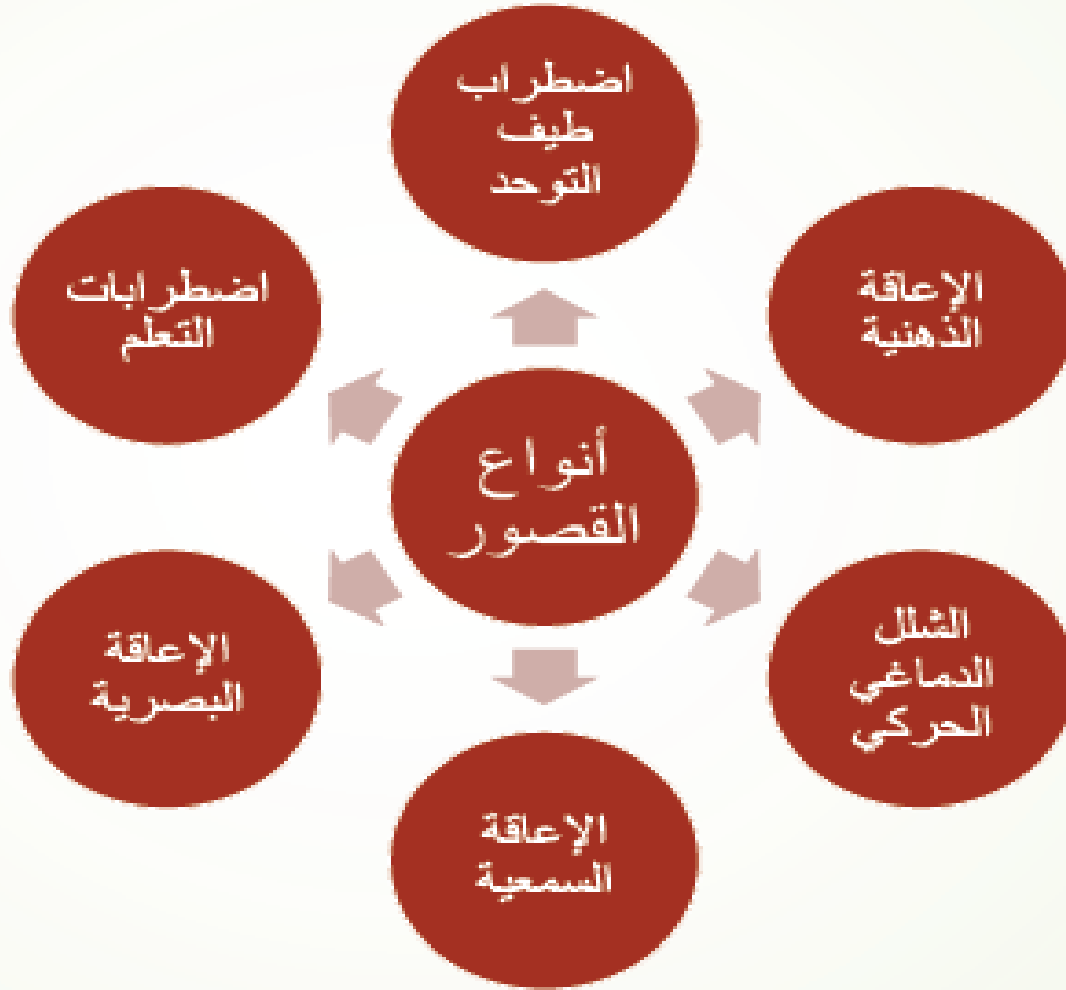 اضطراب
طيف
التوحد
الإعاقة
الذهنية
اضطرابات
التعلم
أنواع
القصور
الشلل
الدماغي
الحركي
الإعاقة
البصرية
الإعاقة
السمعية